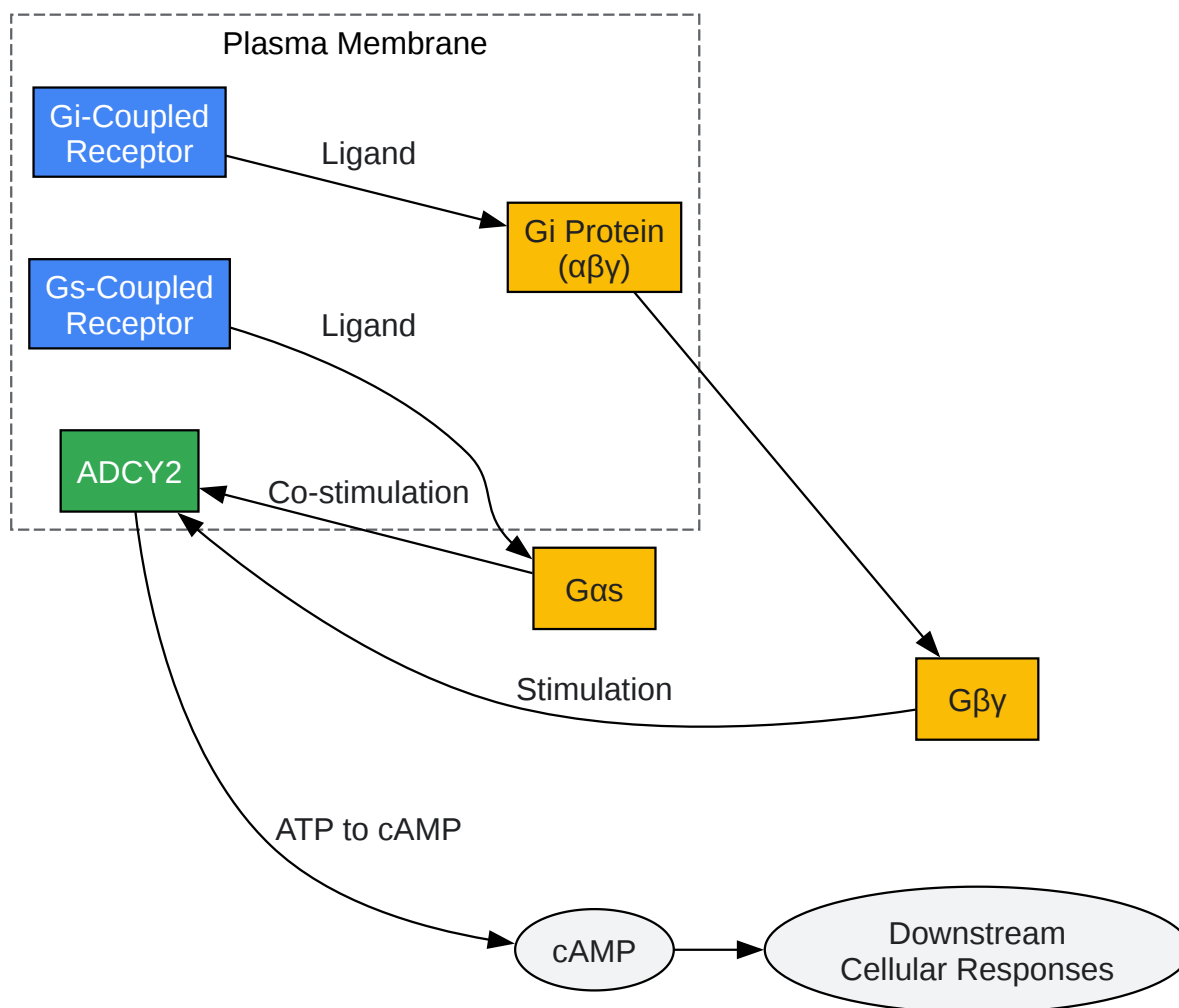 Plasma Membrane
Gi-Coupled
Receptor
Ligand
Gi Protein
(αβγ)
Gs-Coupled
Receptor
Ligand
ADCY2
Co-stimulation
Gαs
Stimulation
Gβγ
ATP to cAMP
cAMP
Downstream
Cellular Responses